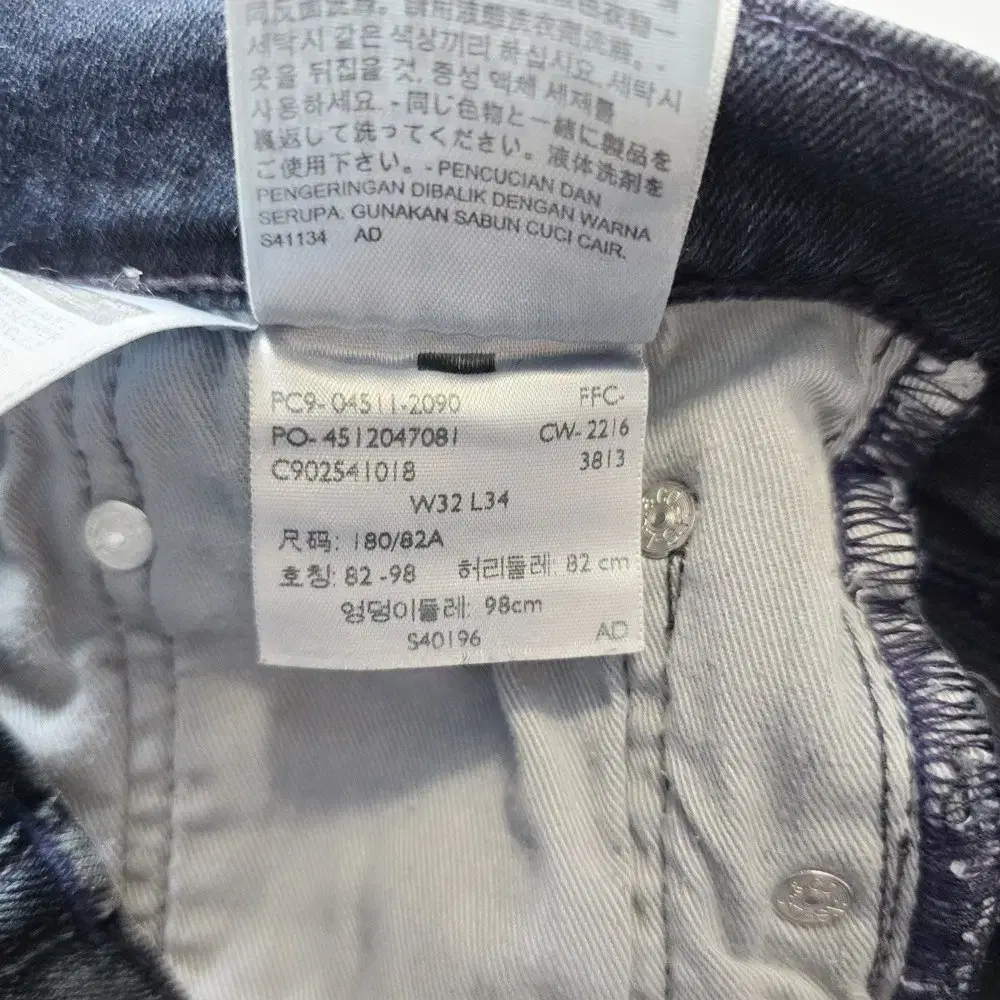 세탁시 같은 색상끼리 하십시요. 세탁시
옷을 뒤집을 것. 중성 액체 세제를
사용하세요. - 同じ色物と一緒に製品を
裏返して洗ってください。液体洗剤を
ご使用下さい。- PENCUCIAN DAN
PENGERINGAN DIBALIK DENGAN WARNA
SERUPA. GUNAKAN SABUN CUCI CAIR.
S41134 AD
PC9- 04511-2090 FFC-
PO- 4512047081 CW- 2216
C902541018 3813
W32 L34
尺码: 180/82A
호칭: 82 -98 허리둘레: 82 cm
엉덩이둘레: 98cm
S40196 AD